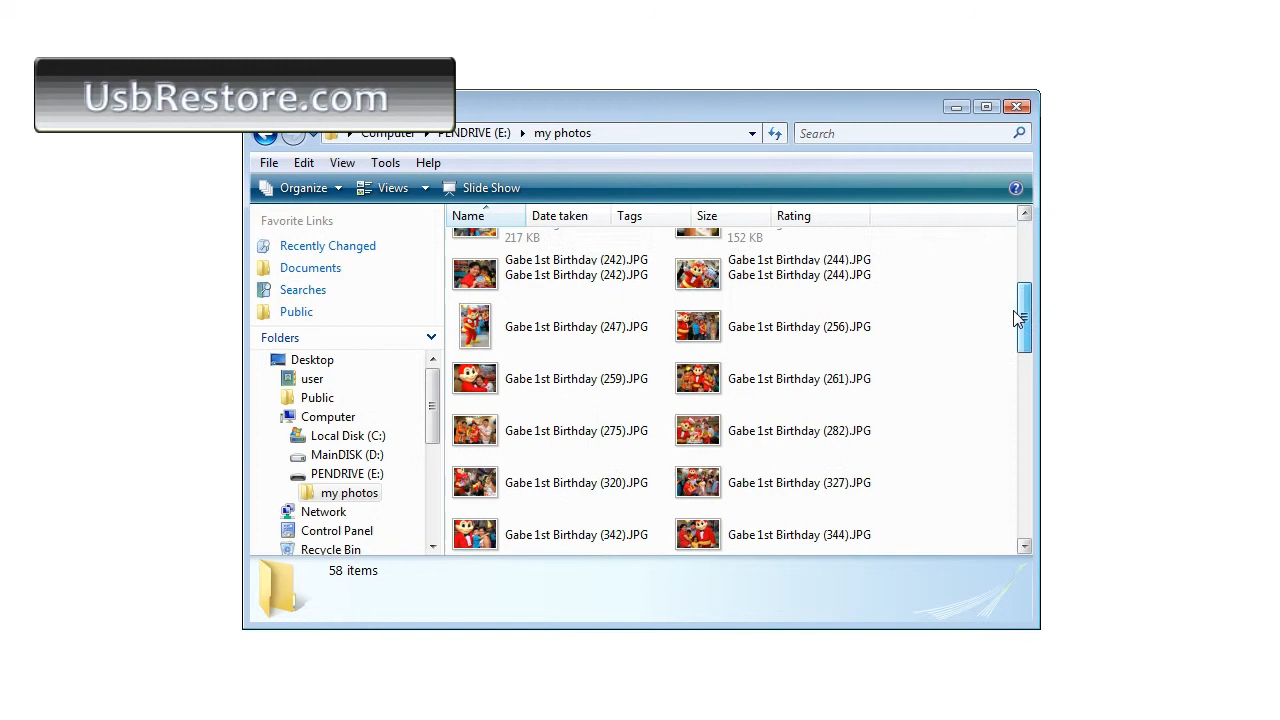 UsbRestore.com
Computer PENDRIVE (E:) my photos
Search
File Edit View Tools Help
Organize Views Slide Show
Favorite Links
Recently Changed
Documents
Searches
Public
Folders
Desktop
user
Public
Computer
Local Disk (C:)
MainDISK (D:)
PENDRIVE (E:)
my photos
Network
Control Panel
Recycle Bin
Name Date taken Tags Size Rating
217 KB 152 KB
Gabe 1st Birthday (242).JPG Gabe 1st Birthday (244).JPG
Gabe 1st Birthday (242).JPG Gabe 1st Birthday (244).JPG
Gabe 1st Birthday (247).JPG Gabe 1st Birthday (256).JPG
Gabe 1st Birthday (259).JPG Gabe 1st Birthday (261).JPG
Gabe 1st Birthday (275).JPG Gabe 1st Birthday (282).JPG
Gabe 1st Birthday (320).JPG Gabe 1st Birthday (327).JPG
Gabe 1st Birthday (342).JPG Gabe 1st Birthday (344).JPG
58 items